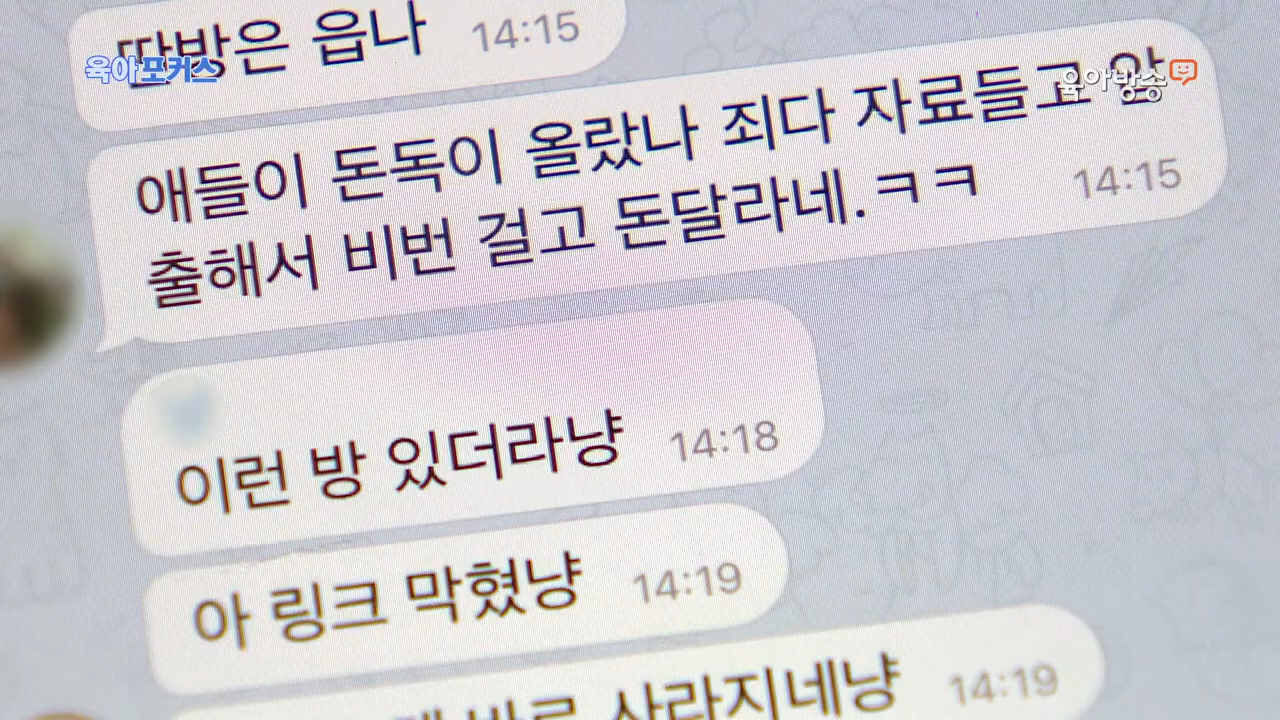 딴방은 읍나 14:15
육아포커스
육아방송
애들이 돈독이 올랐나 죄다 자료들고 압
출해서 비번 걸고 돈달라네.ㅋㅋ 14:15
이런 방 있더라냥 14:18
아 링크 막혔냥 14:19
바로 사라지네냥 14:19